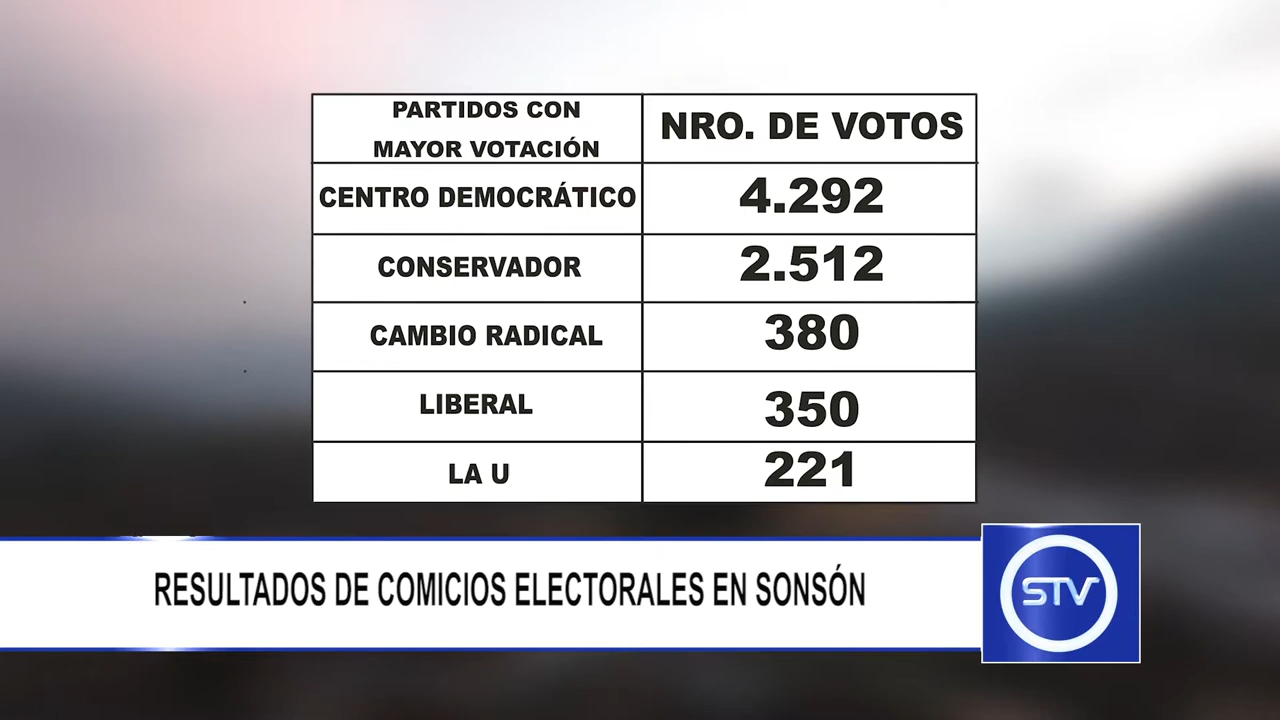 PARTIDOS CON
MAYOR VOTACIÓN
NRO. DE VOTOS
CENTRO DEMOCRÁTICO
4.292
CONSERVADOR
2.512
CAMBIO RADICAL
380
LIBERAL
350
LA U
221
RESULTADOS DE COMICIOS ELECTORALES EN SONSÓN
STV